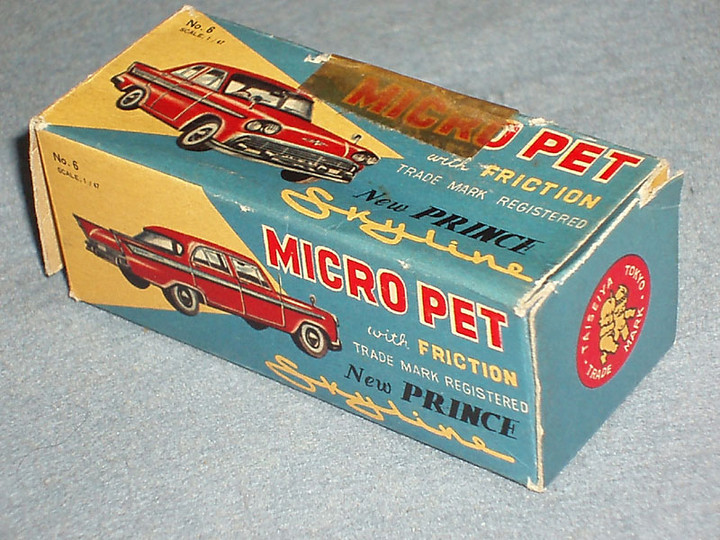 No. 6
SCALE, 1/47
MICRO PET
with FRICTION
TRADE MARK REGISTERED
New PRINCE
Skyline
No. 6
SCALE, 1/47
MICRO PET
with FRICTION
TRADE MARK REGISTERED
New PRINCE
Skyline
TAISEIYA TOKYO
TRADE MARK